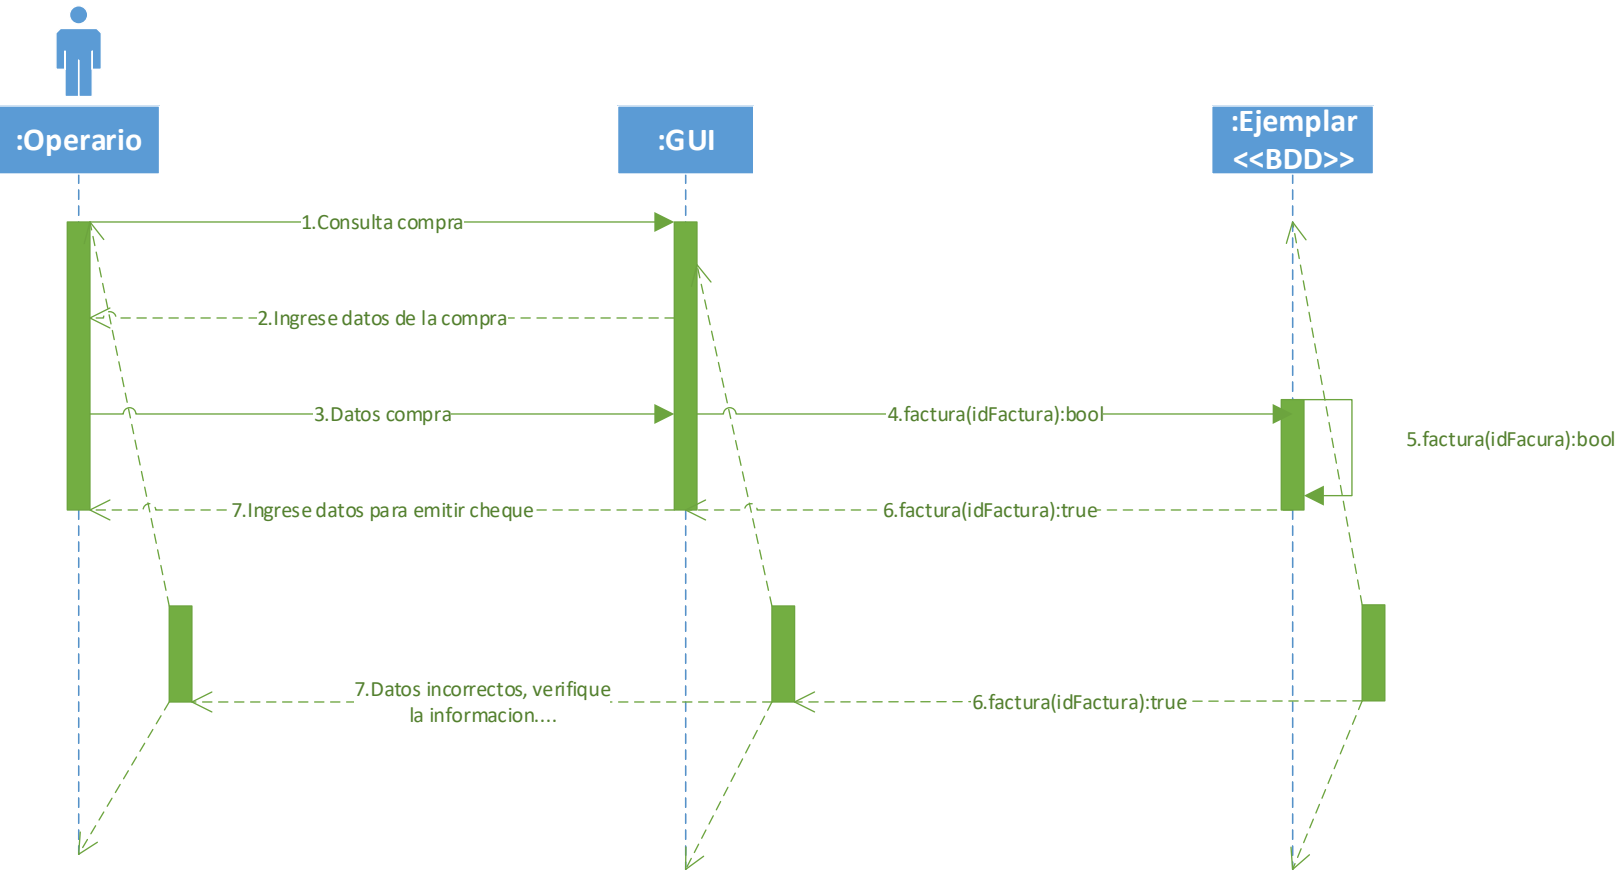 :Operario
:GUI
:Ejemplar
<<BDD>>
1.Consulta compra
2.Ingrese datos de la compra
3.Datos compra
4.factura(idFactura):bool
5.factura(idFacura):bool
7.Ingrese datos para emitir cheque
6.factura(idFactura):true
7.Datos incorrectos, verifique
la informacion....
6.factura(idFactura):true